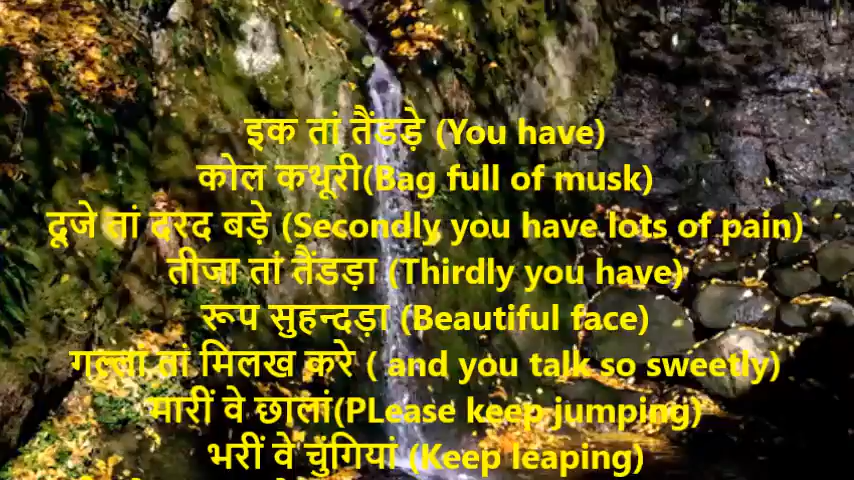 इक तां तैंडड़े (You have)
कोल कथूरी(Bag full of musk)
दूजे तां दरद बड़े (Secondly you have lots of pain)
तीजा तां तैंडड़ा (Thirdly you have)
रूप सुहन्दड़ा (Beautiful face)
गल्लां तां मिलख करे ( and you talk so sweetly)
मारीं वे छालां(PLease keep jumping)
भरीं वे चुंगियां (Keep leaping)